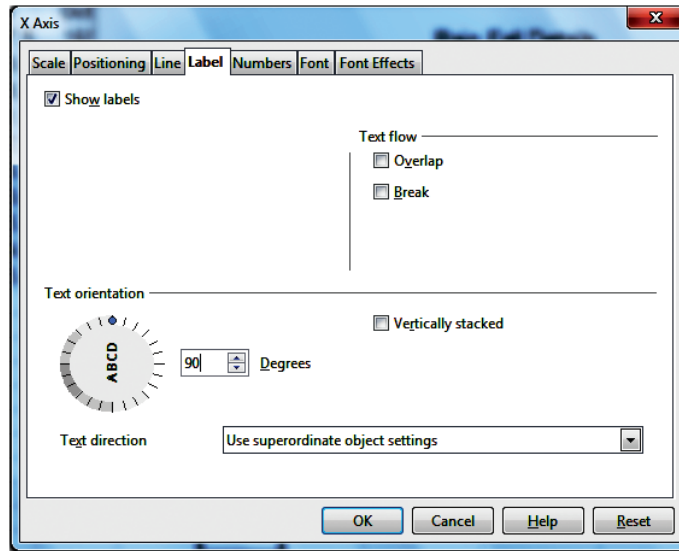 X Axis
Scale Positioning Line Label Numbers Font Font Effects
Show labels
Text flow
Overlap
Break
Text orientation
Vertically stacked
ABCD
90 Degrees
Text direction Use superordinate object settings
OK Cancel Help Reset